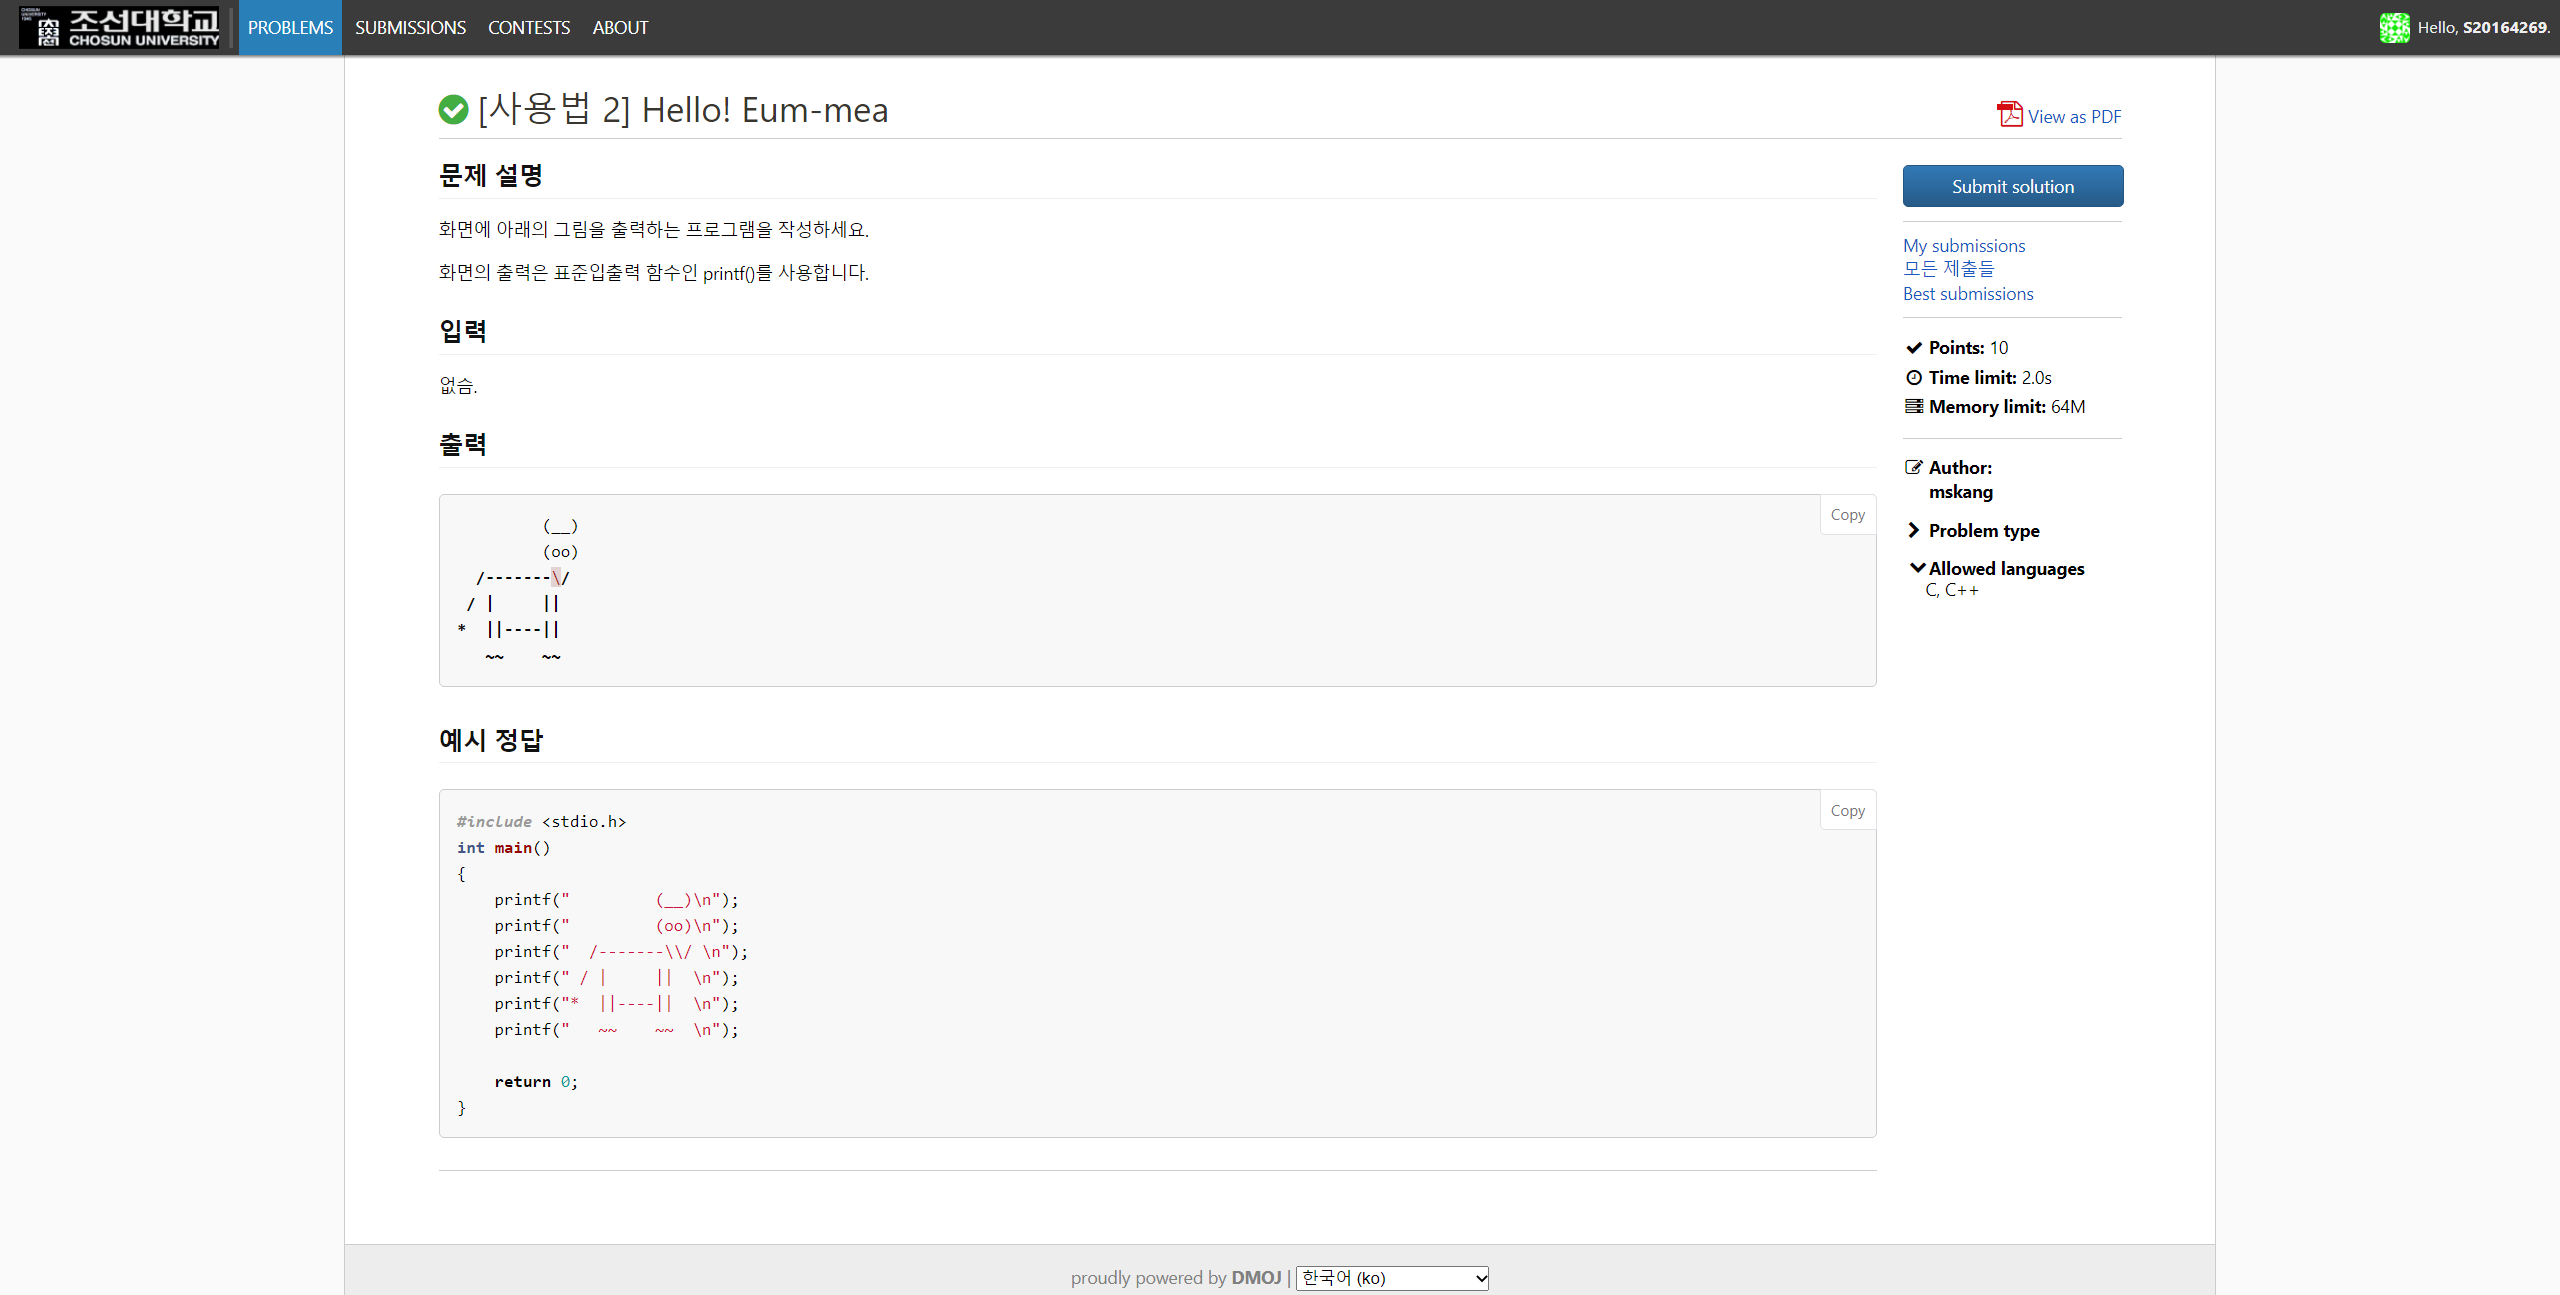 CHOSUN UNIVERSITY 1946 조선대학교
CHOSUN UNIVERSITY
PROBLEMS SUBMISSIONS CONTESTS ABOUT
Hello, S20164269.
[사용법 2] Hello! Eum-mea
View as PDF
문제 설명
화면에 아래의 그림을 출력하는 프로그램을 작성하세요.
화면의 출력은 표준입출력 함수인 printf()를 사용합니다.
입력
없슴.
출력
Copy
         (__)
         (oo)
  /-------\/
 / |     ||
*  ||----||
   ~~    ~~
예시 정답
Copy
#include <stdio.h>
int main()
{
    printf("         (__)\n");
    printf("         (oo)\n");
    printf("  /-------\\/ \n");
    printf(" / |     ||  \n");
    printf("*  ||----||  \n");
    printf("   ~~    ~~  \n");
    return 0;
}
Submit solution
My submissions
모든 제출들
Best submissions
Points: 10
Time limit: 2.0s
Memory limit: 64M
Author:
mskang
Problem type
Allowed languages
C, C++
proudly powered by DMOJ | 한국어 (ko)